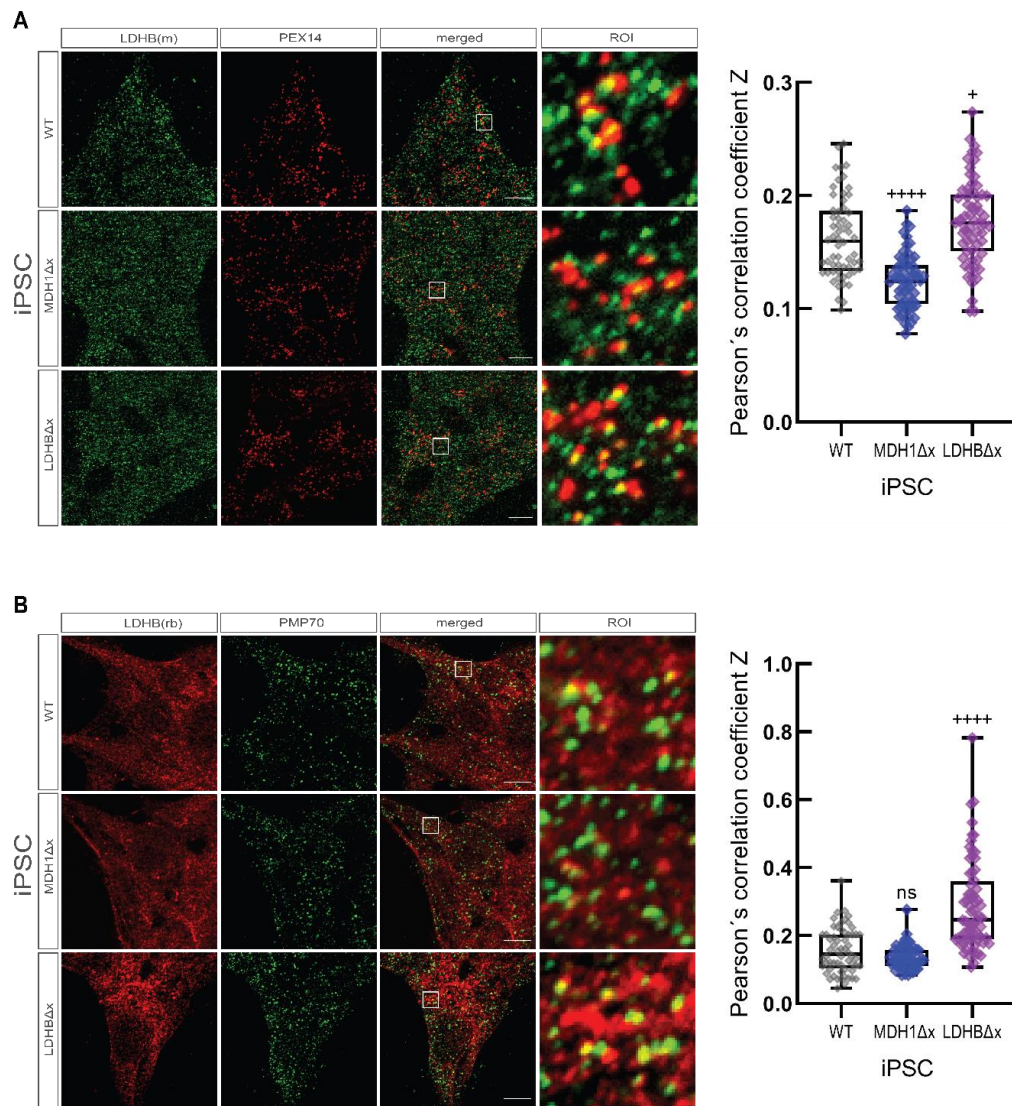 A
LDHB(m) PEX14 merged ROI
iPSC
WT
MDH1Δx
LDHBΔx
Pearson´s correlation coefficient Z
0.3
0.2
0.1
0.0
++++
+
WT MDH1Δx LDHBΔx
iPSC
B
LDHB(rb) PMP70 merged ROI
iPSC
WT
MDH1Δx
LDHBΔx
Pearson´s correlation coefficient Z
1.0
0.8
0.6
0.4
0.2
0.0
ns
++++
WT MDH1Δx LDHBΔx
iPSC